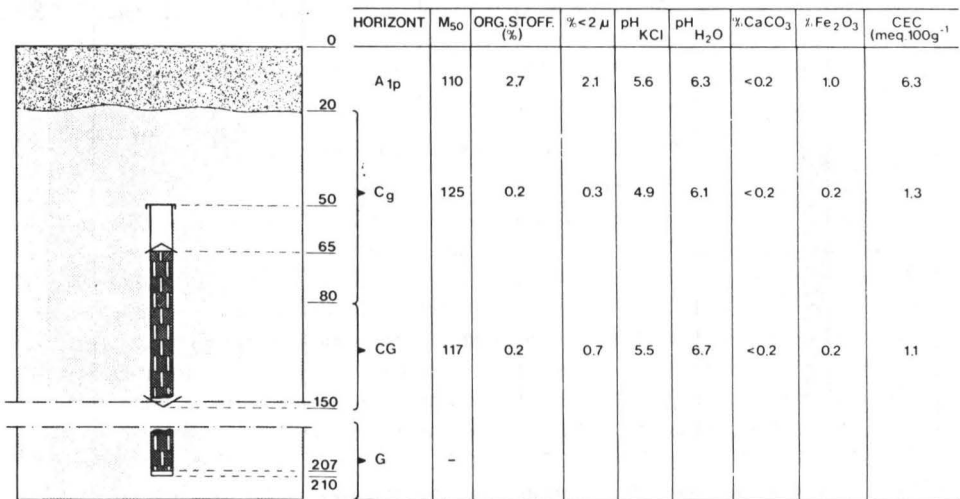 HORIZONT M50 ORG.STOFF. (%) %<2 μ pH KCl pH H2O %.CaCO3 %.Fe2O3 CEC (meq.100g-1
0
A1p 110 2.7 2.1 5.6 6.3 <0.2 1.0 6.3
20
Cg 125 0.2 0.3 4.9 6.1 <0.2 0.2 1.3
50
65
80
CG 117 0.2 0.7 5.5 6.7 <0.2 0.2 1.1
150
G -
207
210